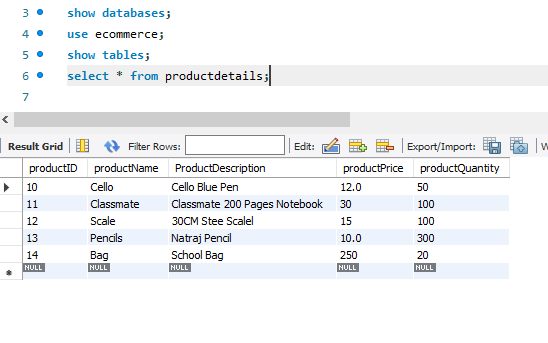 3 show databases;
4 use ecommerce;
5 show tables;
6 select * from productdetails;
7
Result Grid Filter Rows: Edit: Export/Import: W
productID productName ProductDescription productPrice productQuantity
10 Cello Cello Blue Pen 12.0 50
11 Classmate Classmate 200 Pages Notebook 30 100
12 Scale 30CM Stee Scalel 15 100
13 Pencils Natraj Pencil 10.0 300
14 Bag School Bag 250 20
NULL NULL NULL NULL NULL